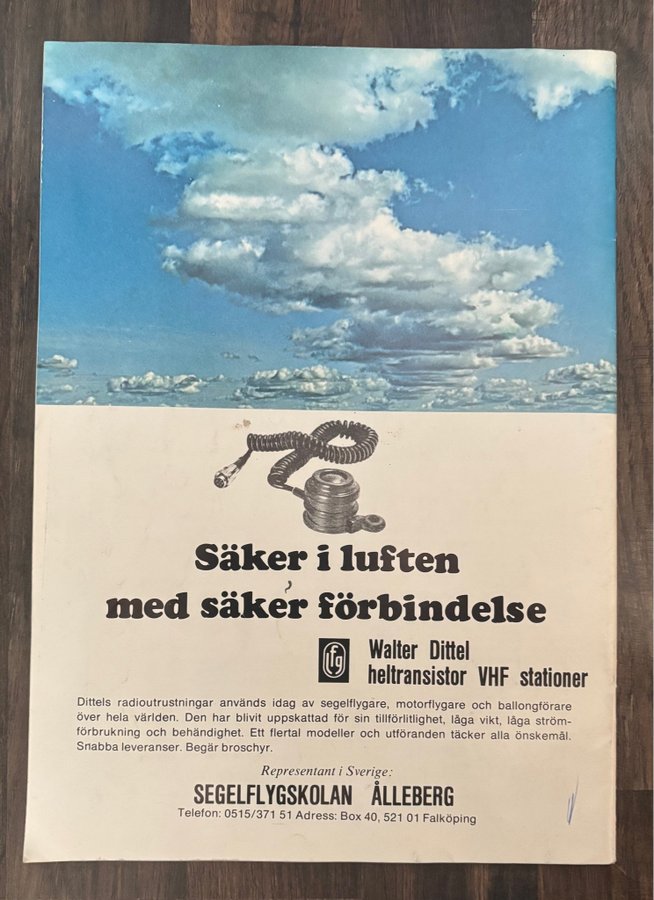 Säker i luften
med säker förbindelse
lfg
Walter Dittel
heltransistor VHF stationer
Dittels radioutrustningar används idag av segelflygare, motorflygare och ballongförare
över hela världen. Den har blivit uppskattad för sin tillförlitlighet, låga vikt, låga ström-
förbrukning och behändighet. Ett flertal modeller och utföranden täcker alla önskemål.
Snabba leveranser. Begär broschyr.
Representant i Sverige:
SEGELFLYGSKOLAN ÅLLEBERG
Telefon: 0515/371 51 Adress: Box 40, 521 01 Falköping